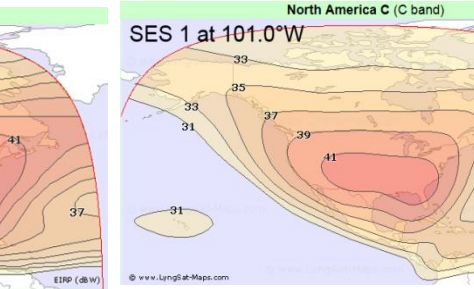 41
37
EIRP (dBW)
North America C (C band)
SES 1 at 101.0°W
33
35
33
31
37
39
41
31
© www.LyngSat-Maps.com